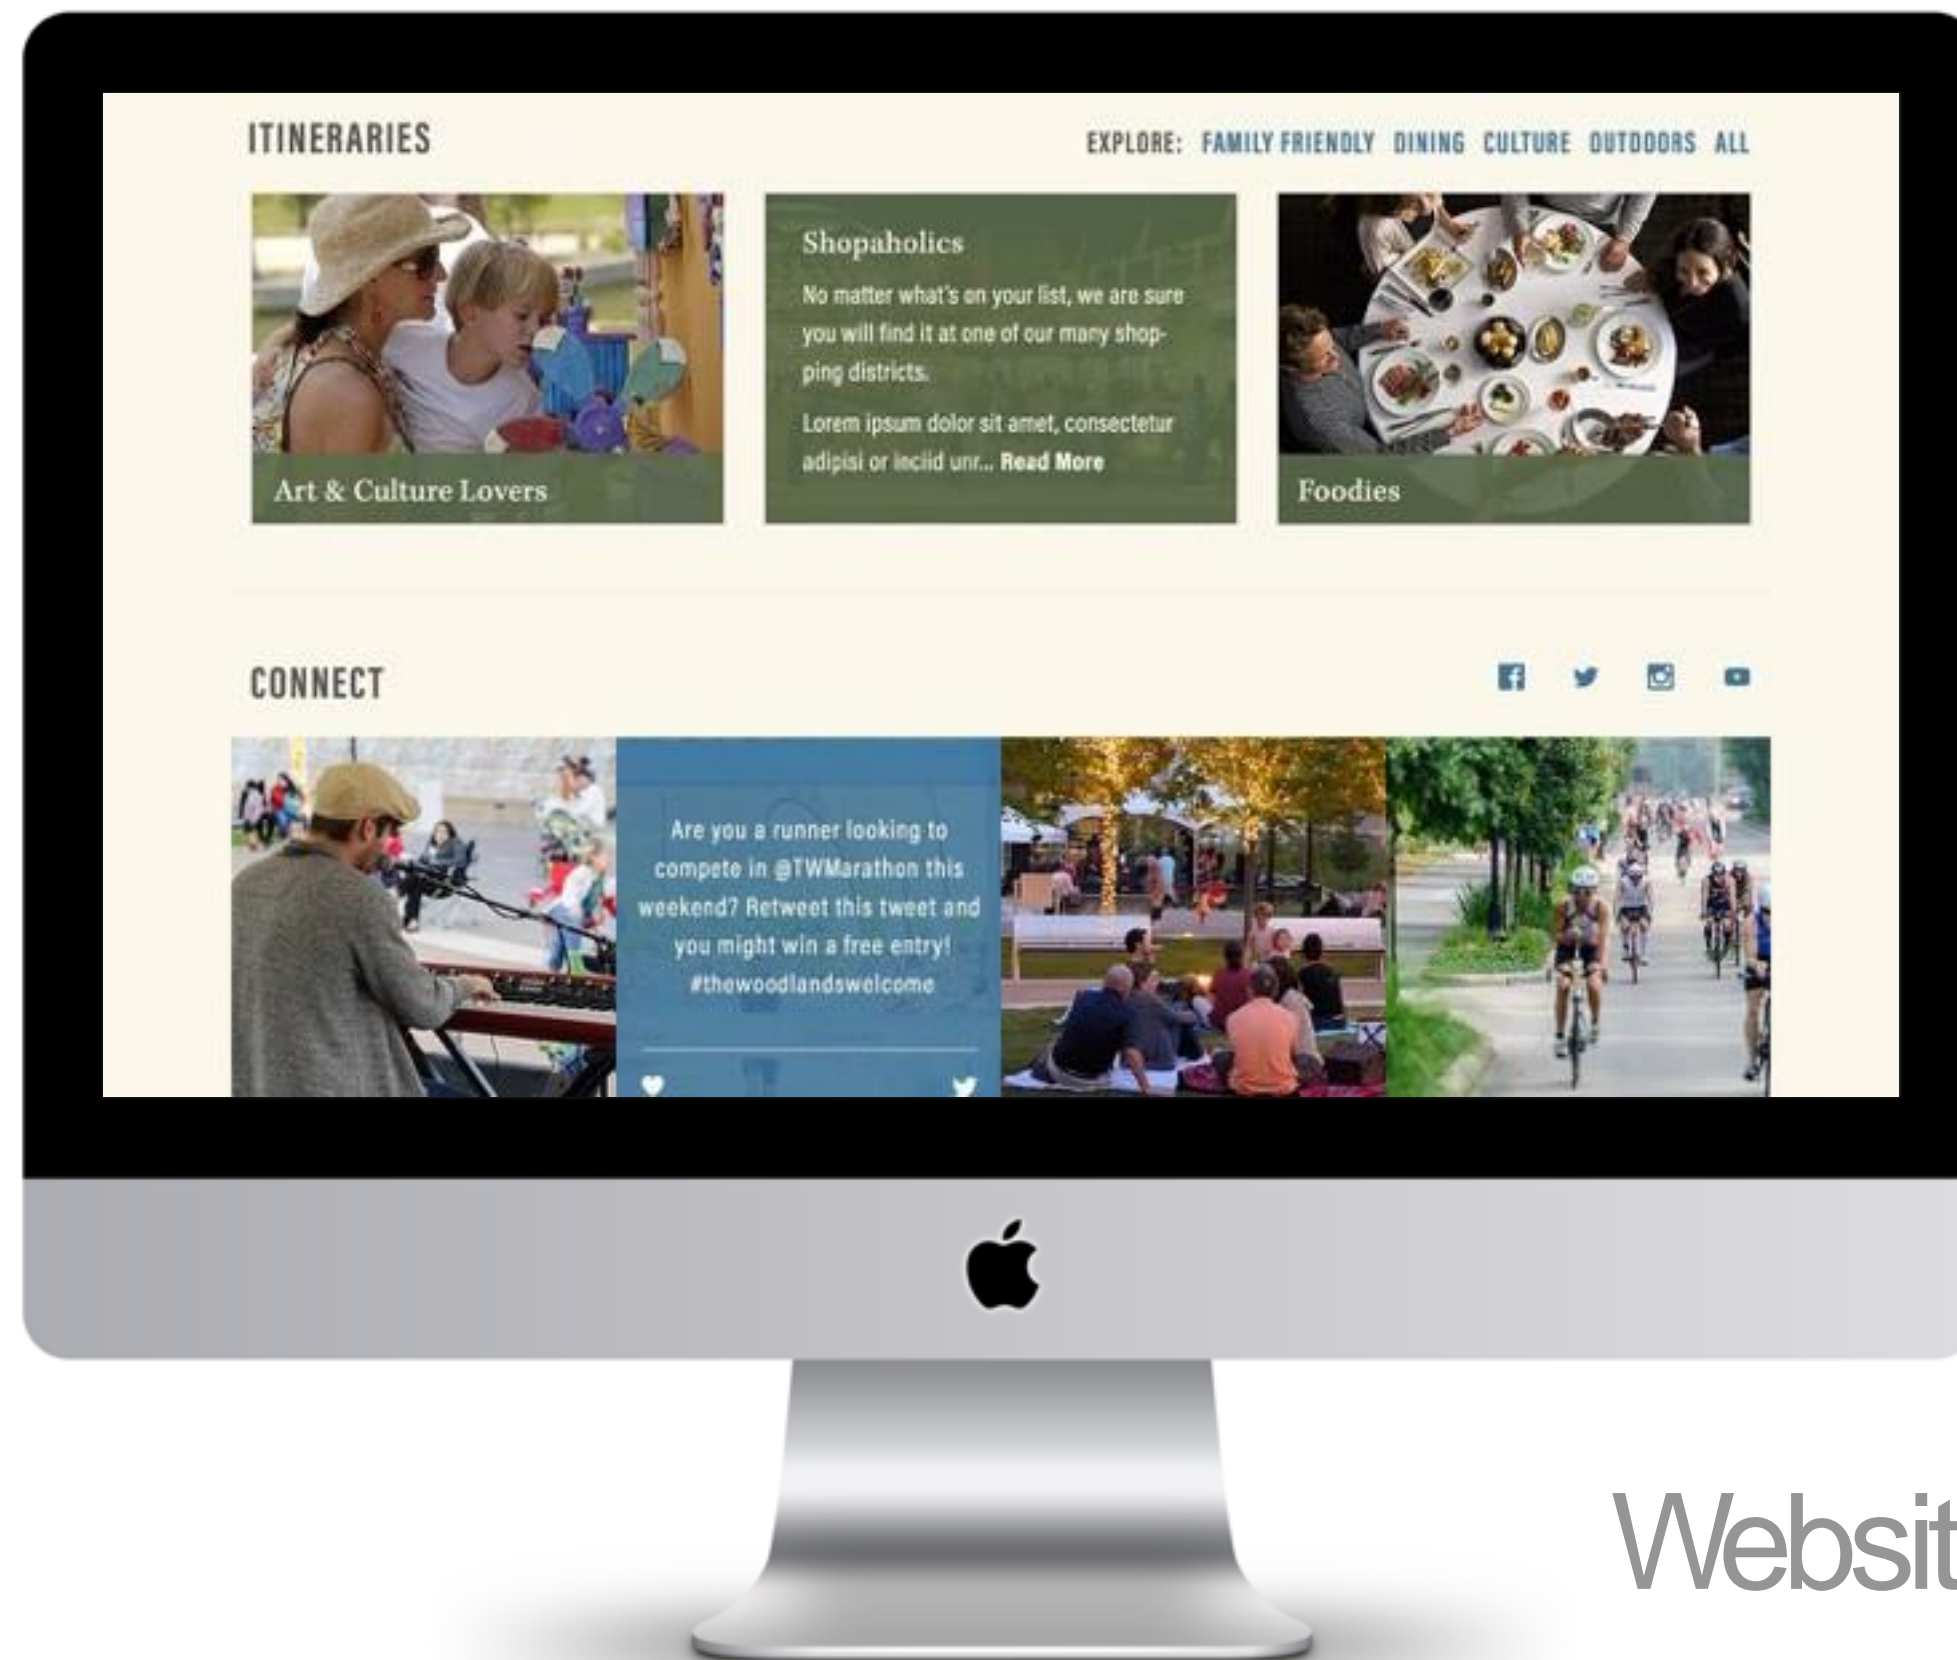 ITINERARIES
EXPLORE: FAMILY FRIENDLY DINING CULTURE OUTDOORS ALL
Art & Culture Lovers
Shopaholics
No matter what's on your list, we are sure
you will find it at one of our many shop-
ping districts.
Lorem ipsum dolor sit amet, consectetur
adipisi or inciid unr... Read More
Foodies
CONNECT
Are you a runner looking to
compete in @TWMarathon this
weekend? Retweet this tweet and
you might win a free entry!
#thewoodlandswelcome
Websit